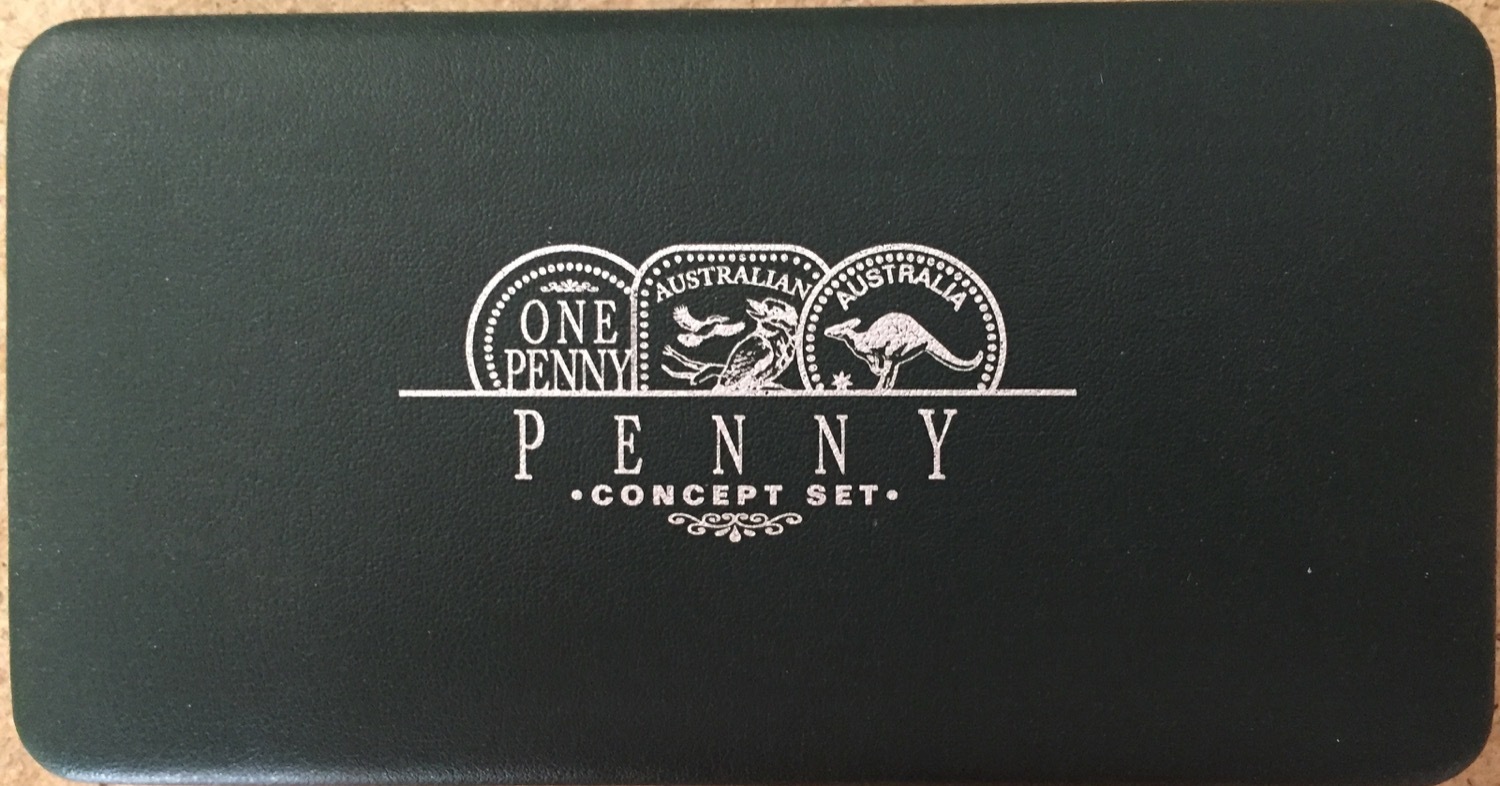 ONE
PENNY
AUSTRALIAN
AUSTRALIA
PENNY
•CONCEPT SET•